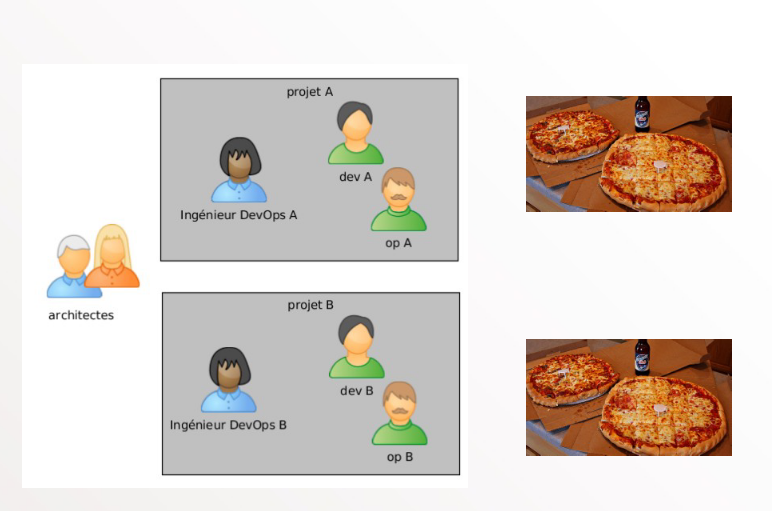 projet A
dev A
Ingénieur DevOps A
op A
architectes
projet B
dev B
Ingénieur DevOps B
op B